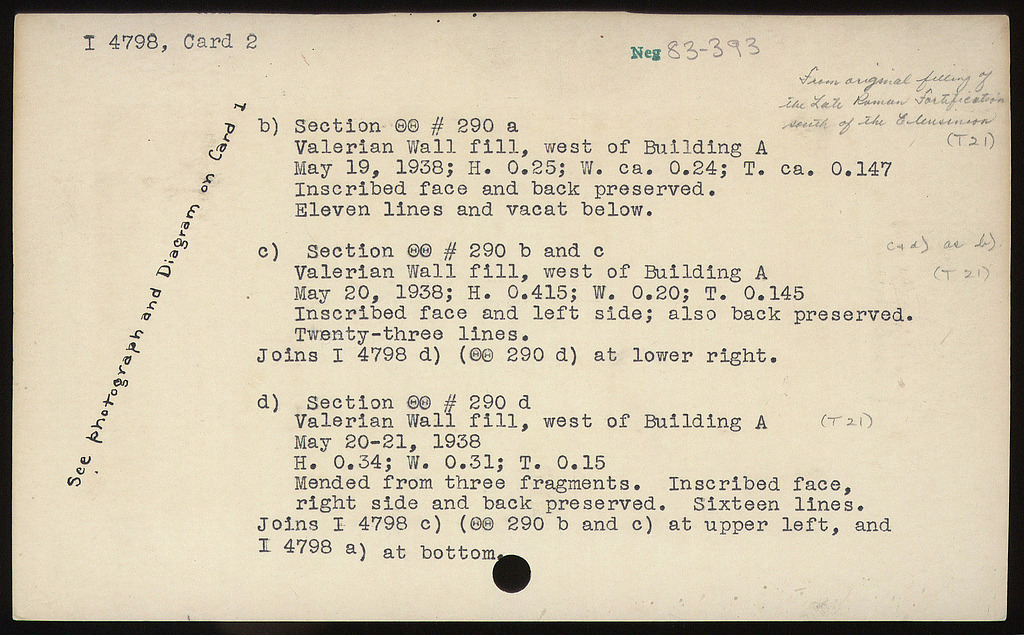 I 4798, Card 2
Neg 83-393
From original filling of
the Late Roman Fortification
south of the Eleusinion
(T21)
See photograph and Diagram on Card 1
b) Section ΘΘ # 290 a
Valerian Wall fill, west of Building A
May 19, 1938; H. 0.25; W. ca. 0.24; T. ca. 0.147
Inscribed face and back preserved.
Eleven lines and vacat below.
c) Section ΘΘ # 290 b and c
c+d) as b).
Valerian Wall fill, west of Building A
(T 21)
May 20, 1938; H. 0.415; W. 0.20; T. 0.145
Inscribed face and left side; also back preserved.
Twenty-three lines.
Joins I 4798 d) (ΘΘ 290 d) at lower right.
d) Section ΘΘ # 290 d
Valerian Wall fill, west of Building A (T 21)
May 20-21, 1938
H. 0.34; W. 0.31; T. 0.15
Mended from three fragments. Inscribed face,
right side and back preserved. Sixteen lines.
Joins I 4798 c) (ΘΘ 290 b and c) at upper left, and
I 4798 a) at bottom.